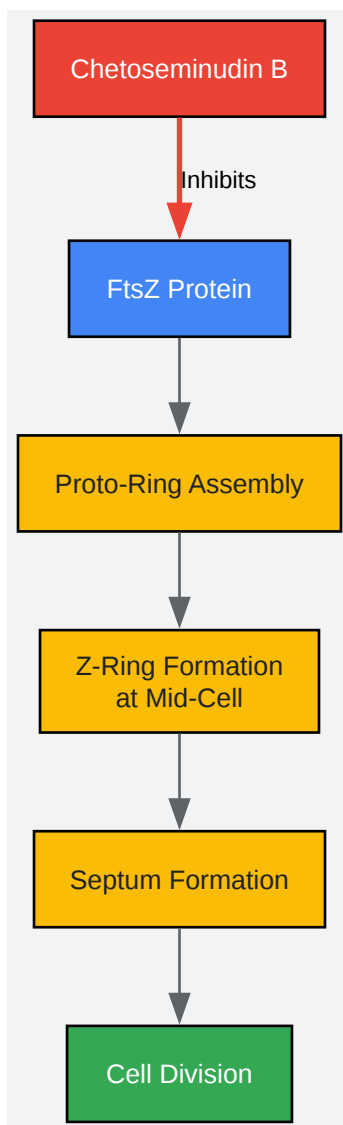 Chetoseminudin B
Inhibits
FtsZ Protein
Proto-Ring Assembly
Z-Ring Formation
at Mid-Cell
Septum Formation
Cell Division